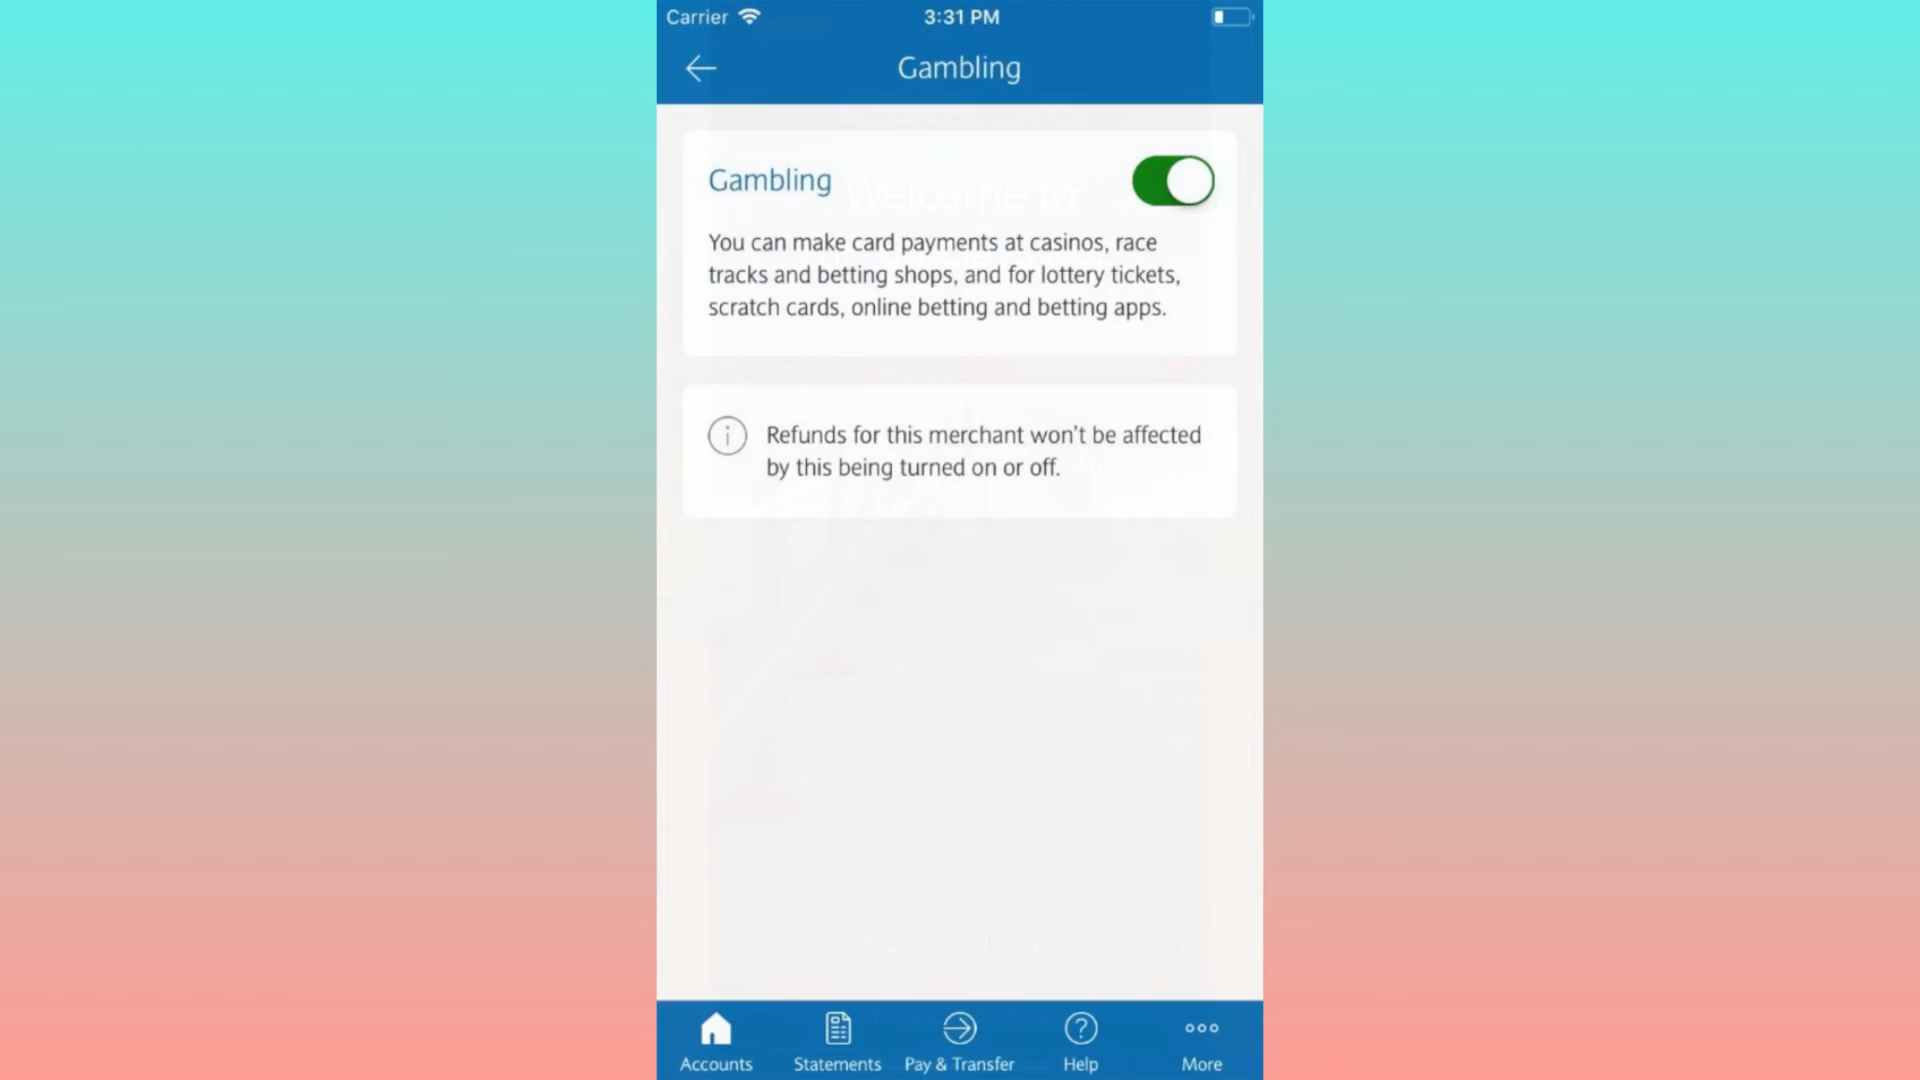 Carrier
3:31 PM
Gambling
Gambling
Welcome to
You can make card payments at casinos, race
tracks and betting shops, and for lottery tickets,
scratch cards, online betting and betting apps.
Refunds for this merchant won't be affected
by this being turned on or off.
Accounts
Statements
Pay & Transfer
Help
More